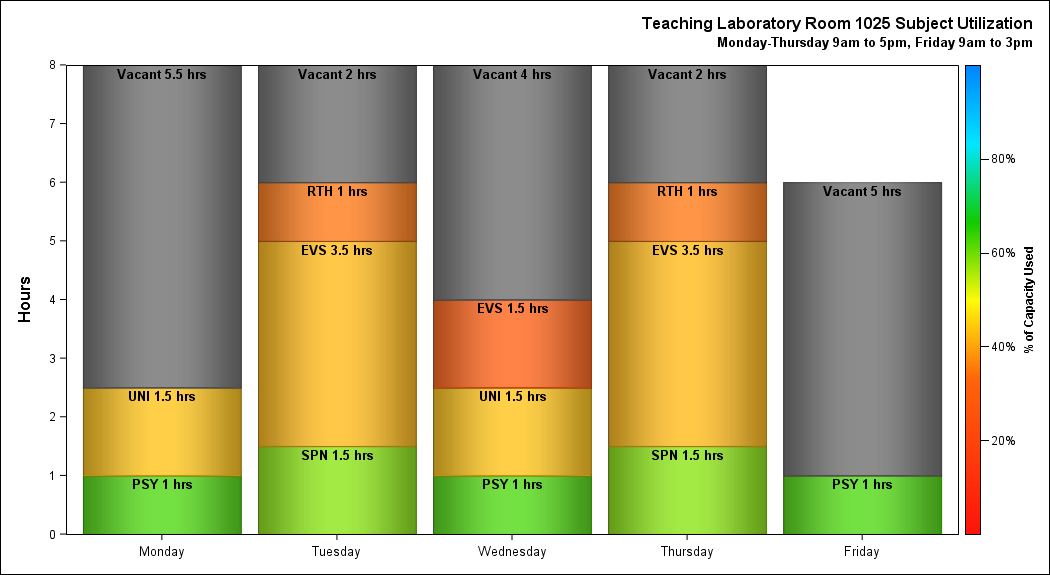 Teaching Laboratory Room 1025 Subject Utilization
Monday-Thursday 9am to 5pm, Friday 9am to 3pm
Hours
8
7
6
5
4
3
2
1
0
Vacant 5.5 hrs
UNI 1.5 hrs
PSY 1 hrs
Vacant 2 hrs
RTH 1 hrs
EVS 3.5 hrs
SPN 1.5 hrs
Vacant 4 hrs
EVS 1.5 hrs
UNI 1.5 hrs
PSY 1 hrs
Vacant 2 hrs
RTH 1 hrs
EVS 3.5 hrs
SPN 1.5 hrs
Vacant 5 hrs
PSY 1 hrs
Monday
Tuesday
Wednesday
Thursday
Friday
80%
60%
40%
20%
% of Capacity Used